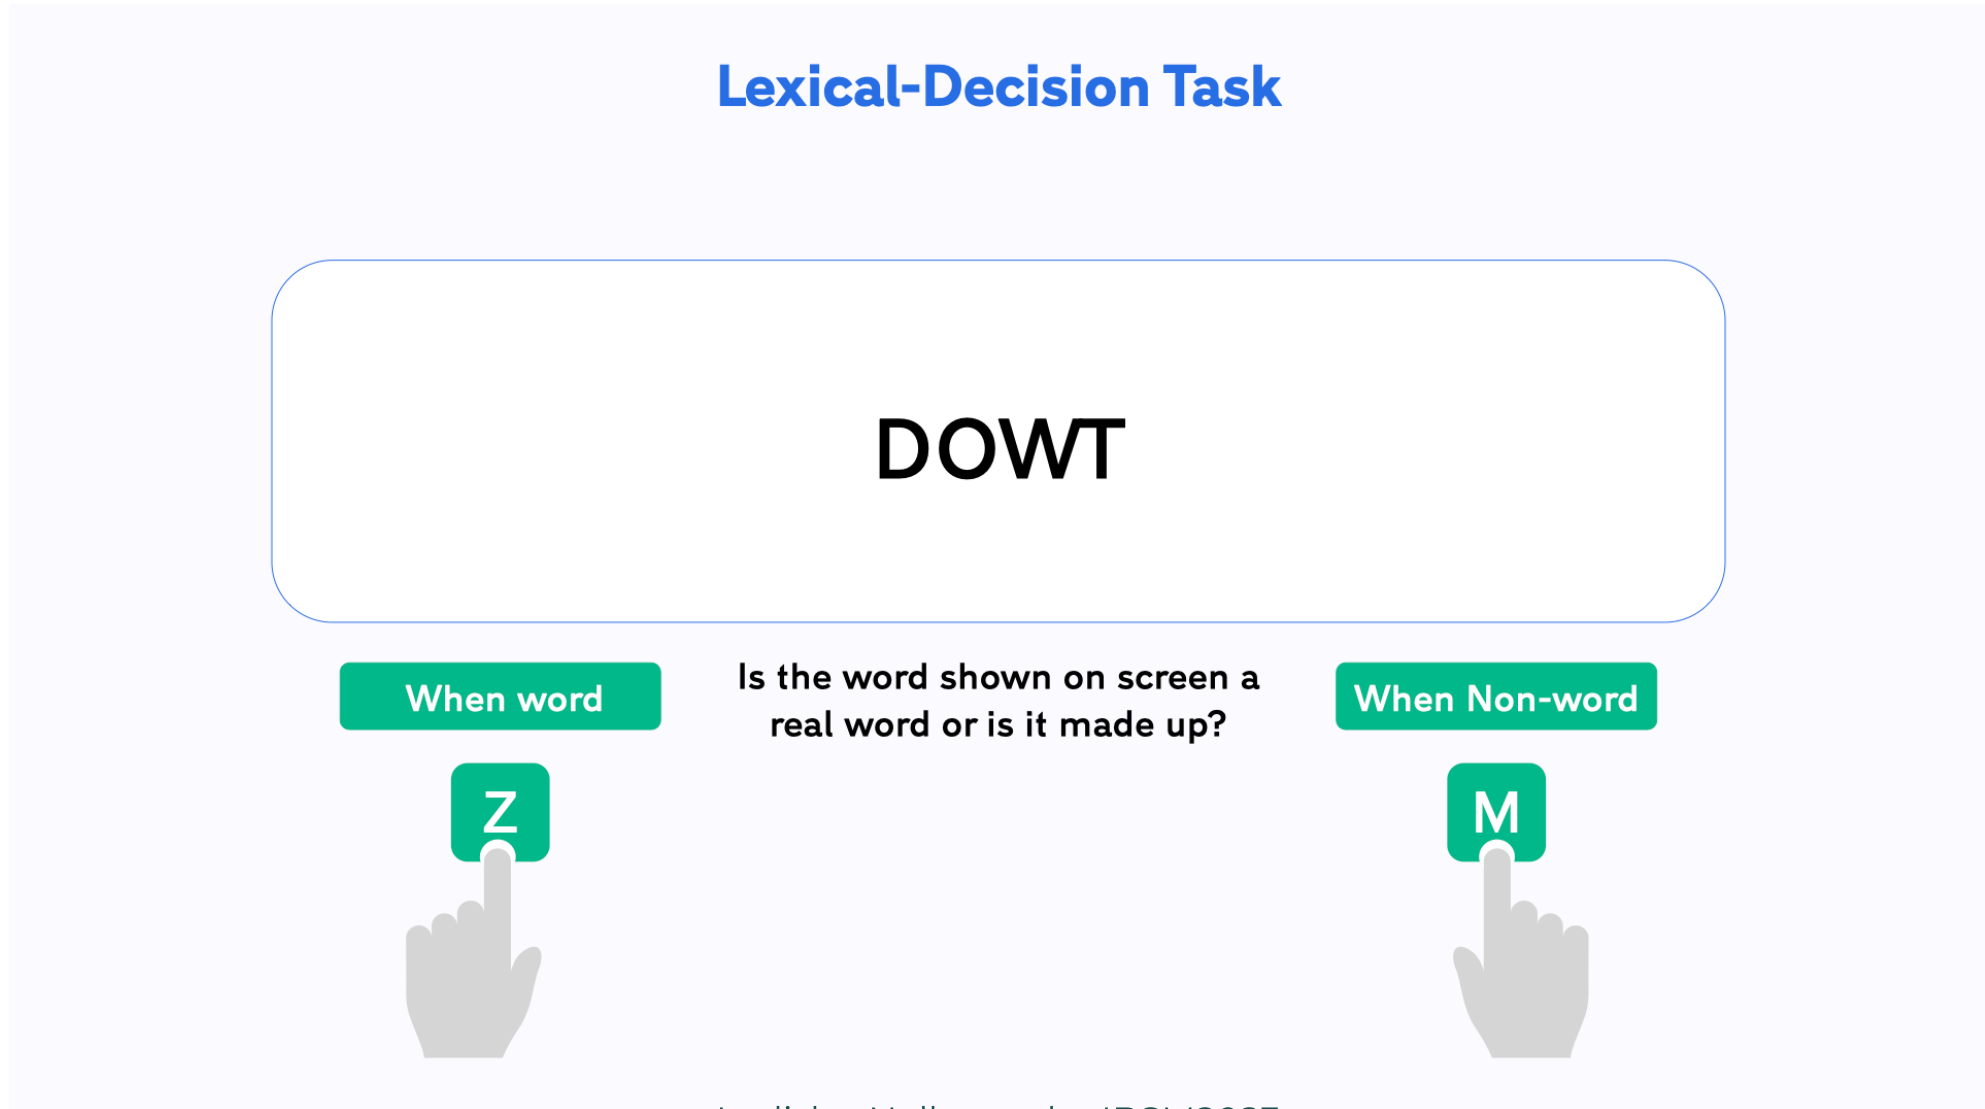 Lexical-Decision Task
DOWT
When word
Is the word shown on screen a
real word or is it made up?
When Non-word
Z
M